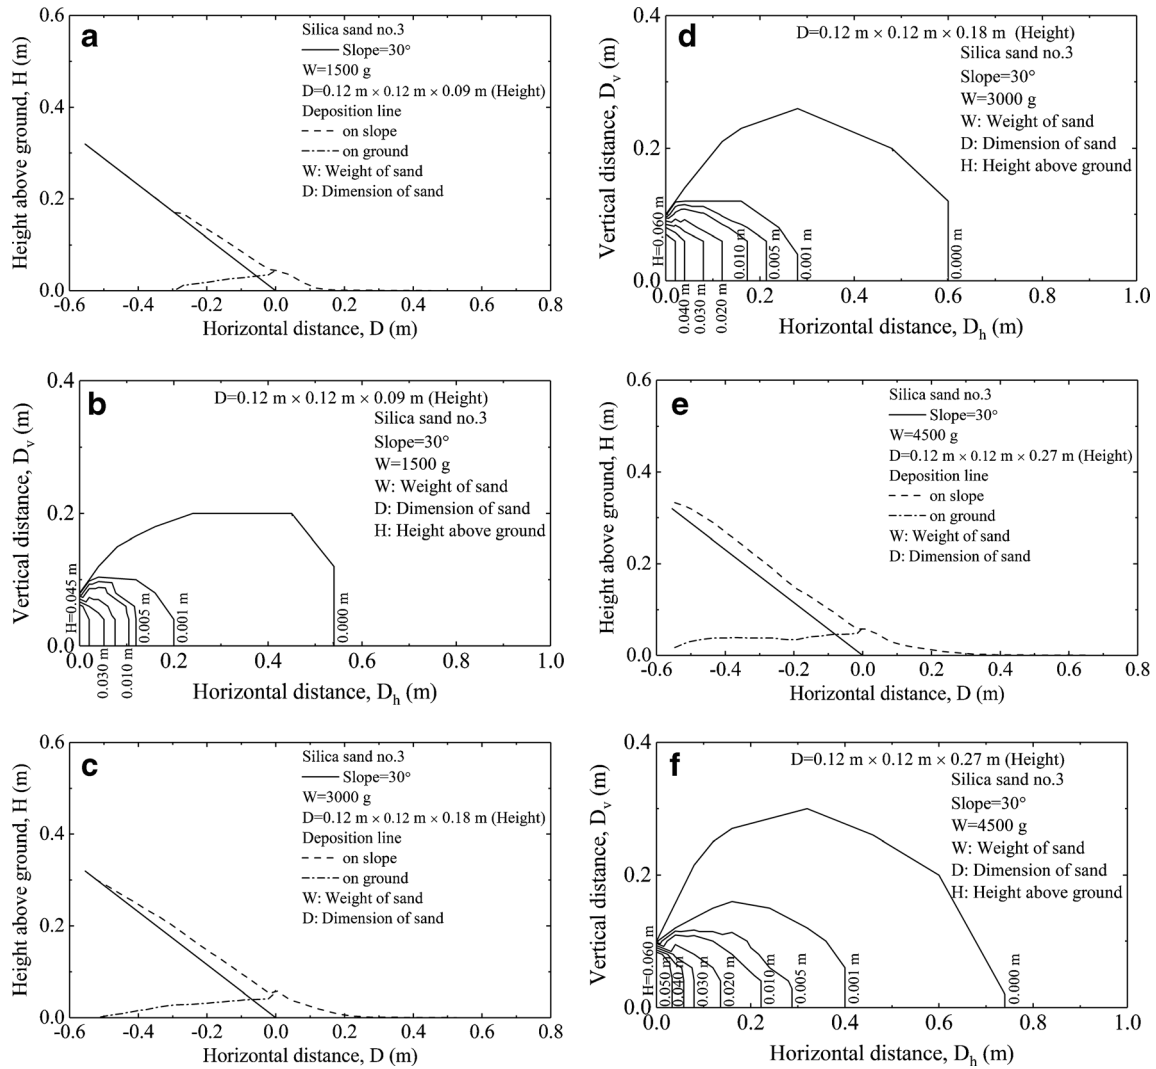 a
Silica sand no.3
Slope=30°
W=1500 g
D=0.12 m × 0.12 m × 0.09 m (Height)
Deposition line
on slope
on ground
W: Weight of sand
D: Dimension of sand
Height above ground, H (m)
0.6
0.4
0.2
0.0
-0.6 -0.4 -0.2 0.0 0.2 0.4 0.6 0.8
Horizontal distance, D (m)
b
D=0.12 m × 0.12 m × 0.09 m (Height)
Silica sand no.3
Slope=30°
W=1500 g
W: Weight of sand
D: Dimension of sand
H: Height above ground
Vertical distance, Dv (m)
0.4
0.2
0.0
H=0.045 m
0.030 m
0.010 m
0.005 m
0.001 m
0.000 m
0.0 0.2 0.4 0.6 0.8 1.0
Horizontal distance, Dh (m)
c
Silica sand no.3
Slope=30°
W=3000 g
D=0.12 m × 0.12 m × 0.18 m (Height)
Deposition line
on slope
on ground
W: Weight of sand
D: Dimension of sand
Height above ground, H (m)
0.6
0.4
0.2
0.0
-0.6 -0.4 -0.2 0.0 0.2 0.4 0.6 0.8
Horizontal distance, D (m)
d
D=0.12 m × 0.12 m × 0.18 m (Height)
Silica sand no.3
Slope=30°
W=3000 g
W: Weight of sand
D: Dimension of sand
H: Height above ground
Vertical distance, Dv (m)
0.4
0.2
0.0
H=0.060 m
0.040 m
0.030 m
0.020 m
0.010 m
0.005 m
0.001 m
0.000 m
0.0 0.2 0.4 0.6 0.8 1.0
Horizontal distance, Dh (m)
e
Silica sand no.3
Slope=30°
W=4500 g
D=0.12 m × 0.12 m × 0.27 m (Height)
Deposition line
on slope
on ground
W: Weight of sand
D: Dimension of sand
Height above ground, H (m)
0.6
0.4
0.2
0.0
-0.6 -0.4 -0.2 0.0 0.2 0.4 0.6 0.8
Horizontal distance, D (m)
f
D=0.12 m × 0.12 m × 0.27 m (Height)
Silica sand no.3
Slope=30°
W=4500 g
W: Weight of sand
D: Dimension of sand
H: Height above ground
Vertical distance, Dv (m)
0.4
0.2
0.0
H=0.060 m
0.050 m
0.040 m
0.030 m
0.020 m
0.010 m
0.005 m
0.001 m
0.000 m
0.0 0.2 0.4 0.6 0.8 1.0
Horizontal distance, Dh (m)